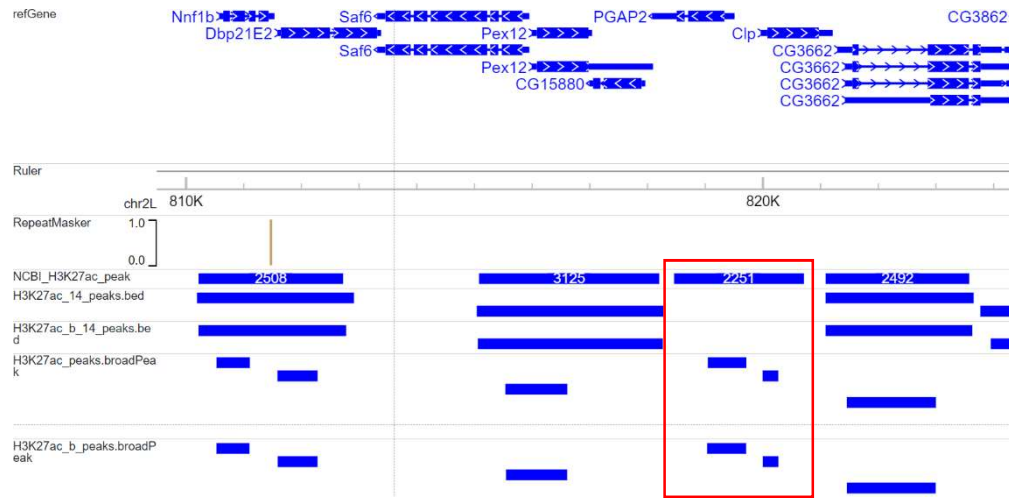 refGene
Nnf1b Saf6 PGAP2 CG3862
Dbp21E2 Pex12 Clp
Saf6 CG3662
Pex12 CG3662
CG15880 CG3662
CG3662
Ruler
chr2L 810K 820K
RepeatMasker 1.0
0.0
NCBI_H3K27ac_peak 2508 3125 2251 2492
H3K27ac_14_peaks.bed
H3K27ac_b_14_peaks.be
d
H3K27ac_peaks.broadPea
k
H3K27ac_b_peaks.broadP
eak